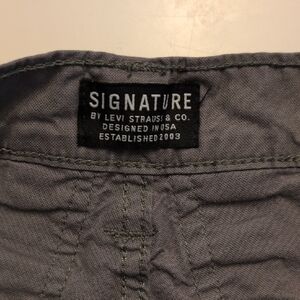 SIGNATURE
BY LEVI STRAUSS & CO.
DESIGNED IN USA
ESTABLISHED 2003